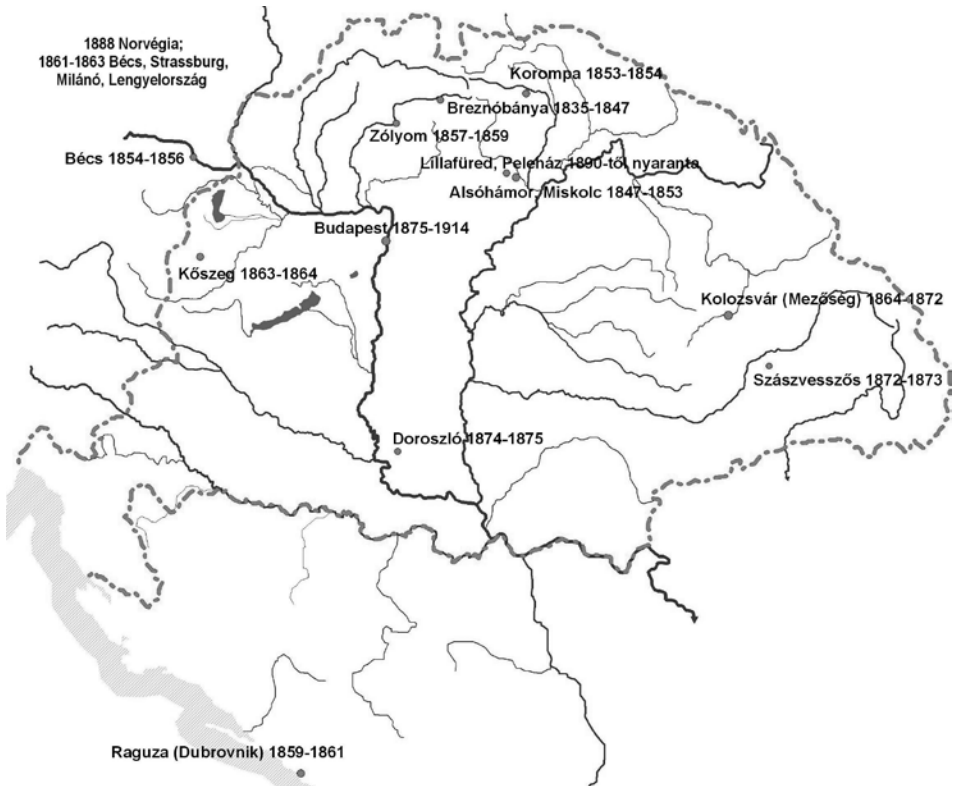 1888 Norvégia;
1861-1863 Bécs, Strassburg,
Milánó, Lengyelország
Korompa 1853-1854
Breznóbánya 1835-1847
Zólyom 1857-1859
Bécs 1854-1856
Lillafüred, Peleház 1890-től nyaranta
Alsóhámor, Miskolc 1847-1853
Budapest 1875-1914
Kőszeg 1863-1864
Kolozsvár (Mezőség) 1864-1872
Szászvesszős 1872-1873
Doroszló 1874-1875
Raguza (Dubrovnik) 1859-1861